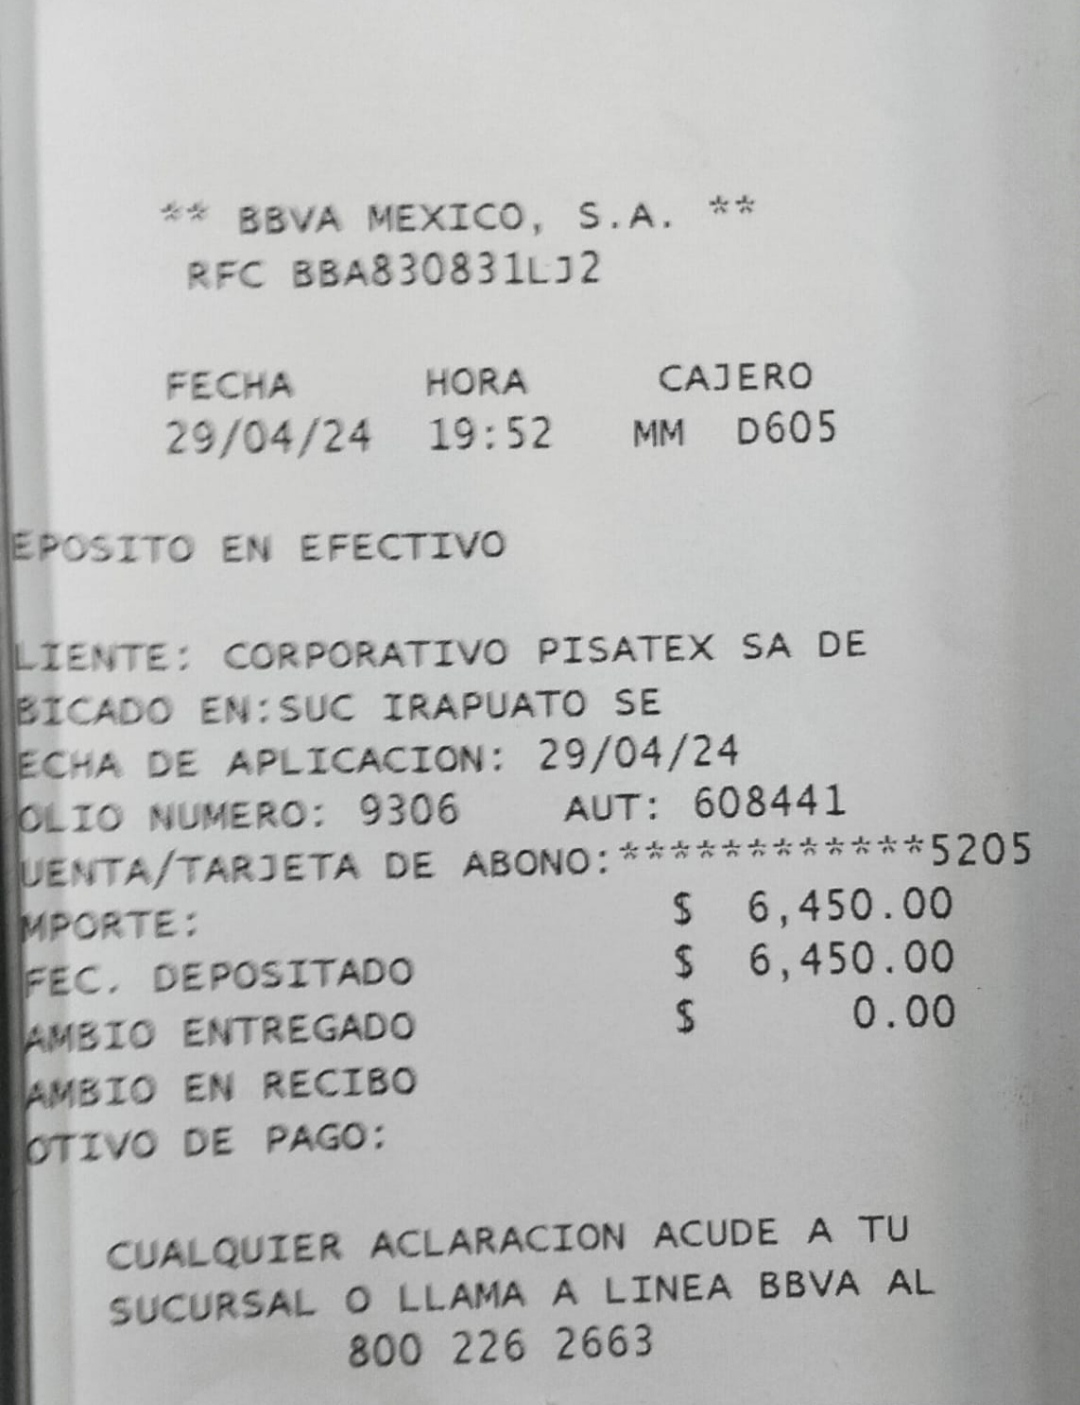 ** BBVA MEXICO, S.A. **
RFC BBA830831LJ2
FECHA HORA CAJERO
29/04/24 19:52 MM D605
EPOSITO EN EFECTIVO
LIENTE: CORPORATIVO PISATEX SA DE
BICADO EN:SUC IRAPUATO SE
ECHA DE APLICACION: 29/04/24
OLIO NUMERO: 9306 AUT: 608441
UENTA/TARJETA DE ABONO:************5205
MPORTE: $ 6,450.00
FEC. DEPOSITADO $ 6,450.00
AMBIO ENTREGADO $ 0.00
AMBIO EN RECIBO
OTIVO DE PAGO:
CUALQUIER ACLARACION ACUDE A TU
SUCURSAL O LLAMA A LINEA BBVA AL
800 226 2663